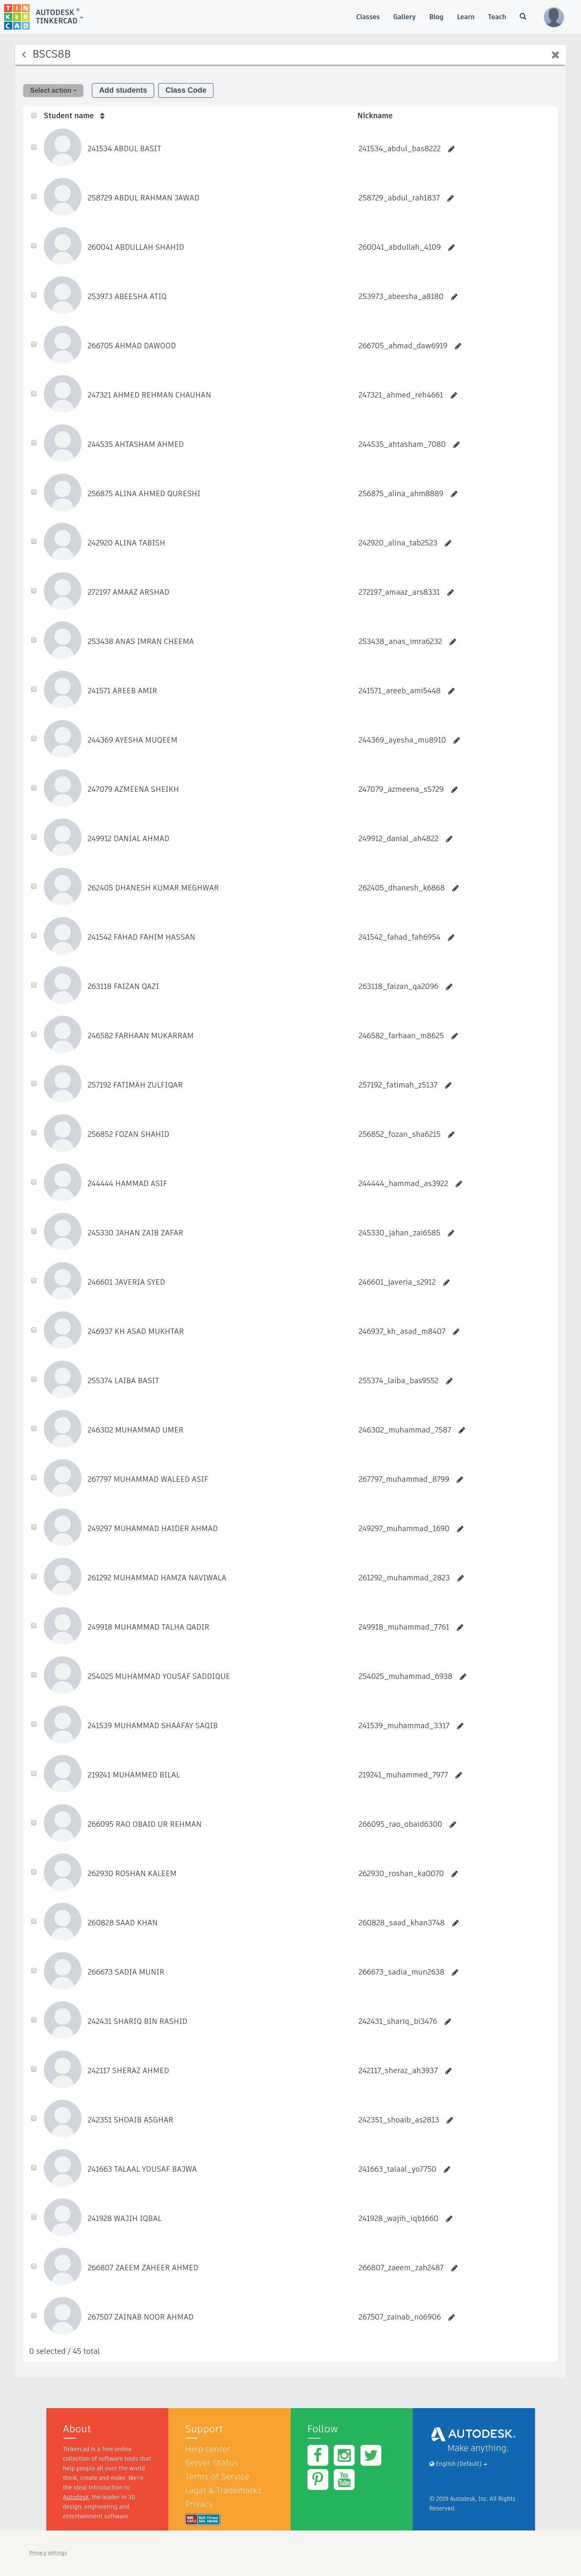 AUTODESK ®
TINKERCAD ™
Classes Gallery Blog Learn Teach
BSCS8B
Select action Add students Class Code
Student name Nickname
241534 ABDUL BASIT 241534_abdul_bas8222
258729 ABDUL RAHMAN JAWAD 258729_abdul_rah1837
260041 ABDULLAH SHAHID 260041_abdullah_4109
253973 ABEESHA ATIQ 253973_abeesha_a8180
266705 AHMAD DAWOOD 266705_ahmad_daw6919
247321 AHMED REHMAN CHAUHAN 247321_ahmed_reh4661
244535 AHTASHAM AHMED 244535_ahtasham_7080
256875 ALINA AHMED QURESHI 256875_alina_ahm8889
242920 ALINA TABISH 242920_alina_tab2523
272197 AMAAZ ARSHAD 272197_amaaz_ars8331
253438 ANAS IMRAN CHEEMA 253438_anas_imra6232
241571 AREEB AMIR 241571_areeb_ami5448
244369 AYESHA MUQEEM 244369_ayesha_mu8910
247079 AZMEENA SHEIKH 247079_azmeena_s5729
249912 DANIAL AHMAD 249912_danial_ah4822
262405 DHANESH KUMAR MEGHWAR 262405_dhanesh_k6868
241542 FAHAD FAHIM HASSAN 241542_fahad_fah6954
263118 FAIZAN QAZI 263118_faizan_qa2096
246582 FARHAAN MUKARRAM 246582_farhaan_m8625
257192 FATIMAH ZULFIQAR 257192_fatimah_z5137
256852 FOZAN SHAHID 256852_fozan_sha6215
244444 HAMMAD ASIF 244444_hammad_as3922
245330 JAHAN ZAIB ZAFAR 245330_jahan_zai6585
246601 JAVERIA SYED 246601_javeria_s2912
246937 KH ASAD MUKHTAR 246937_kh_asad_m8407
255374 LAIBA BASIT 255374_laiba_bas9552
246302 MUHAMMAD UMER 246302_muhammad_7587
267797 MUHAMMAD WALEED ASIF 267797_muhammad_8799
249297 MUHAMMAD HAIDER AHMAD 249297_muhammad_1690
261292 MUHAMMAD HAMZA NAVIWALA 261292_muhammad_2823
249918 MUHAMMAD TALHA QADIR 249918_muhammad_7761
254025 MUHAMMAD YOUSAF SADDIQUE 254025_muhammad_6938
241539 MUHAMMAD SHAAFAY SAQIB 241539_muhammad_3317
219241 MUHAMMED BILAL 219241_muhammed_7977
266095 RAO OBAID UR REHMAN 266095_rao_obaid6300
262930 ROSHAN KALEEM 262930_roshan_ka0070
260828 SAAD KHAN 260828_saad_khan3748
266673 SADIA MUNIR 266673_sadia_mun2638
242431 SHARIQ BIN RASHID 242431_shariq_bi3476
242117 SHERAZ AHMED 242117_sheraz_ah3937
242351 SHOAIB ASGHAR 242351_shoaib_as2813
241663 TALAAL YOUSAF BAJWA 241663_talaal_yo7750
241928 WAJIH IQBAL 241928_wajih_iqb1660
266807 ZAEEM ZAHEER AHMED 266807_zaeem_zah2487
267507 ZAINAB NOOR AHMAD 267507_zainab_no6906
0 selected / 45 total
About
Tinkercad is a free online
collection of software tools that
help people all over the world
think, create and make. We're
the ideal introduction to
Autodesk, the leader in 3D
design, engineering and
entertainment software.
Support
Help center
Server Status
Terms of Service
Legal & Trademarks
Privacy
Follow
You
Tube
AUTODESK.
Make anything.
English (Default)
© 2019 Autodesk, Inc. All Rights
Reserved.
Privacy settings